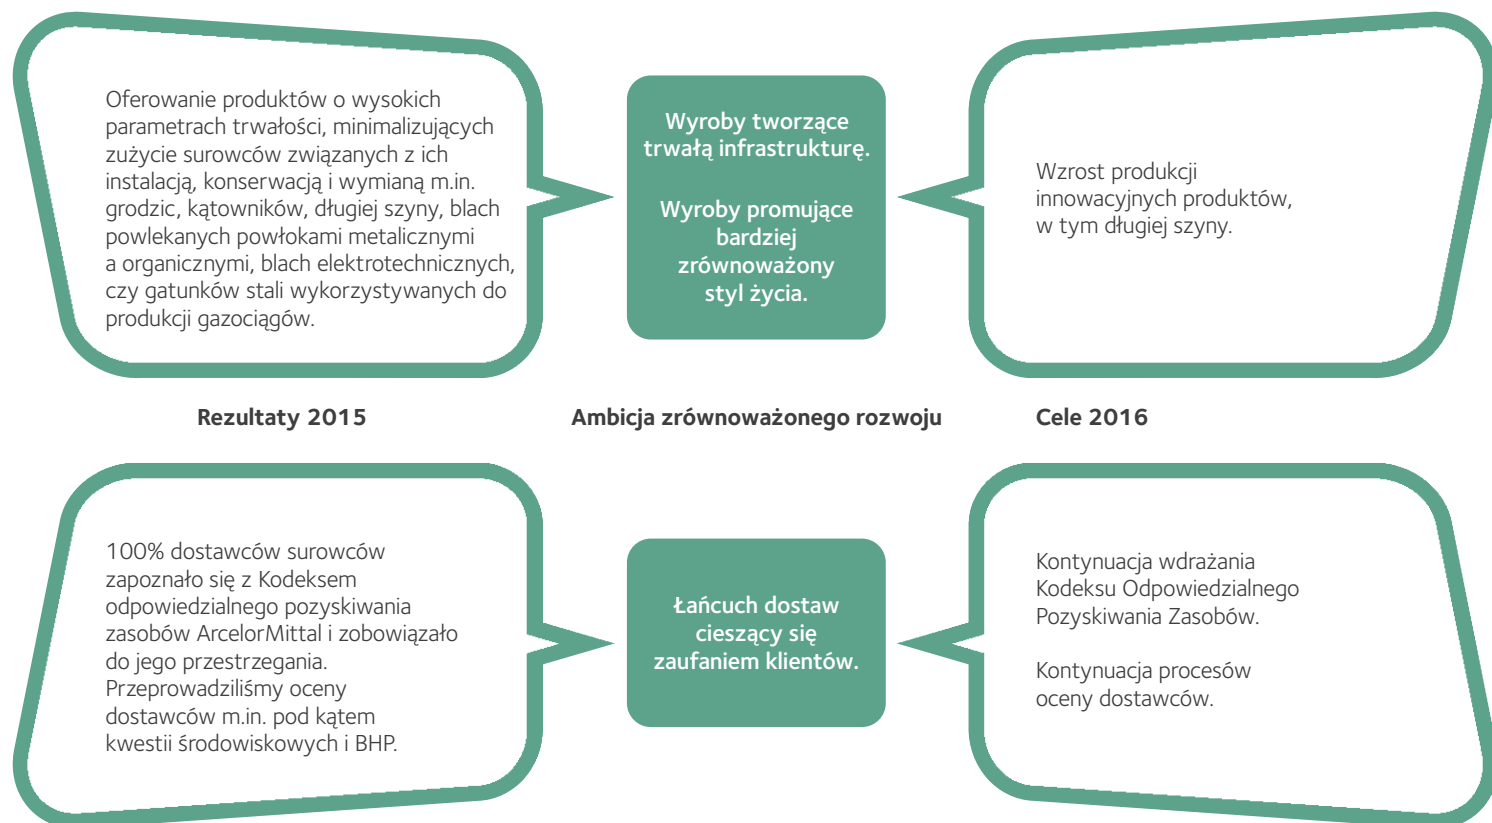 Oferowanie produktów o wysokich
parametrach trwałości, minimalizujących
zużycie surowców związanych z ich
instalacją, konserwacją i wymianą m.in.
grodzic, kątowników, długiej szyny, blach
powlekanych powłokami metalicznymi
a organicznymi, blach elektrotechnicznych,
czy gatunków stali wykorzystywanych do
produkcji gazociągów.
Wyroby tworzące
trwałą infrastrukturę.
Wyroby promujące
bardziej
zrównoważony
styl życia.
Wzrost produkcji
innowacyjnych produktów,
w tym długiej szyny.
Rezultaty 2015
Ambicja zrównoważonego rozwoju
Cele 2016
100% dostawców surowców
zapoznało się z Kodeksem
odpowiedzialnego pozyskiwania
zasobów ArcelorMittal i zobowiązało
do jego przestrzegania.
Przeprowadziliśmy oceny
dostawców m.in. pod kątem
kwestii środowiskowych i BHP.
Łańcuch dostaw
cieszący się
zaufaniem klientów.
Kontynuacja wdrażania
Kodeksu Odpowiedzialnego
Pozyskiwania Zasobów.
Kontynuacja procesów
oceny dostawców.